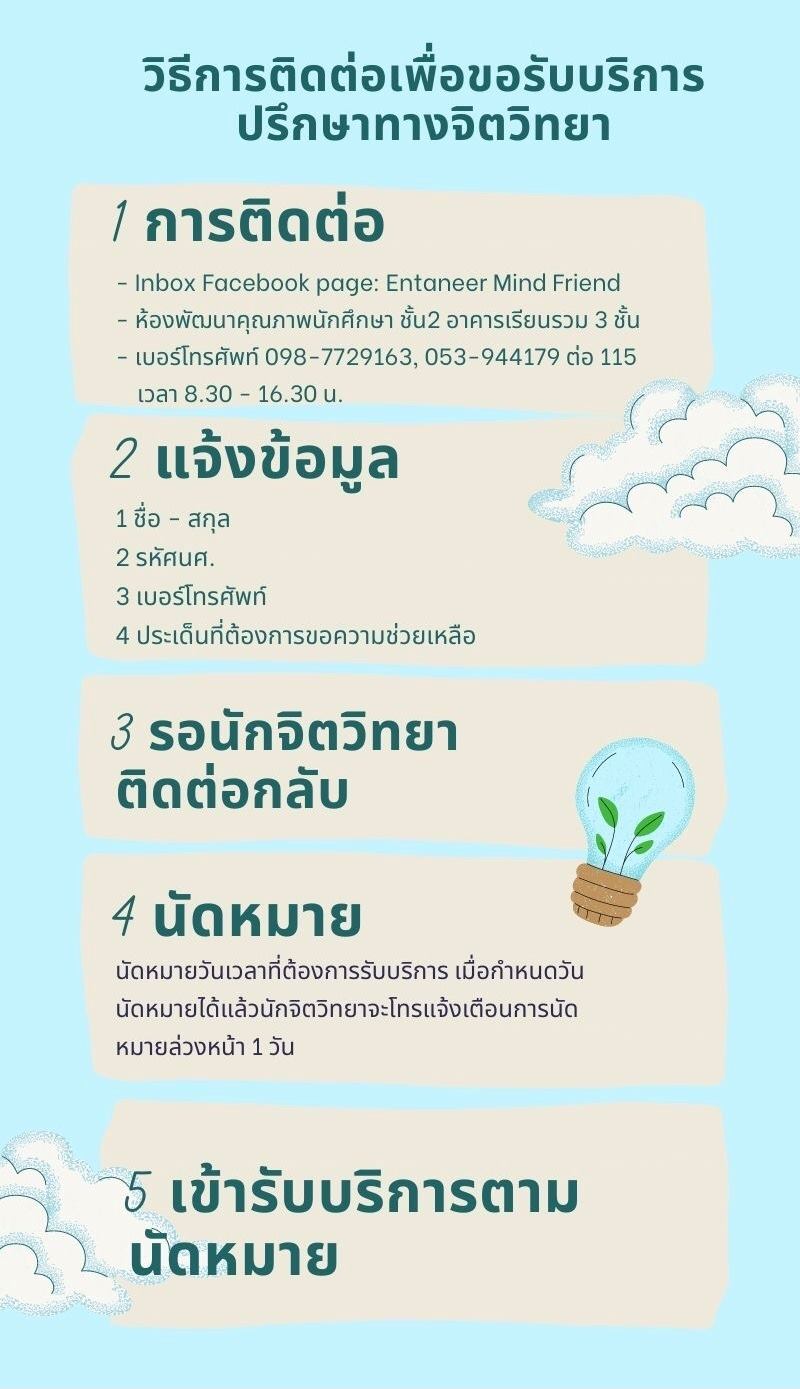 วิธีการติดต่อเพื่อขอรับบริการ
ปรึกษาทางจิตวิทยา
1 การติดต่อ
- Inbox Facebook page: Entaneer Mind Friend
- ห้องพัฒนาคุณภาพนักศึกษา ชั้น2 อาคารเรียนรวม 3 ชั้น
- เบอร์โทรศัพท์ 098-7729163, 053-944179 ต่อ 115
เวลา 8.30 - 16.30 น.
2 แจ้งข้อมูล
1 ชื่อ - สกุล
2 รหัสนศ.
3 เบอร์โทรศัพท์
4 ประเด็นที่ต้องการขอความช่วยเหลือ
3 รอนักจิตวิทยา
ติดต่อกลับ
4 นัดหมาย
นัดหมายวันเวลาที่ต้องการรับบริการ เมื่อกำหนดวัน
นัดหมายได้แล้วนักจิตวิทยาจะโทรแจ้งเตือนการนัด
หมายล่วงหน้า 1 วัน
5 เข้ารับบริการตาม
นัดหมาย